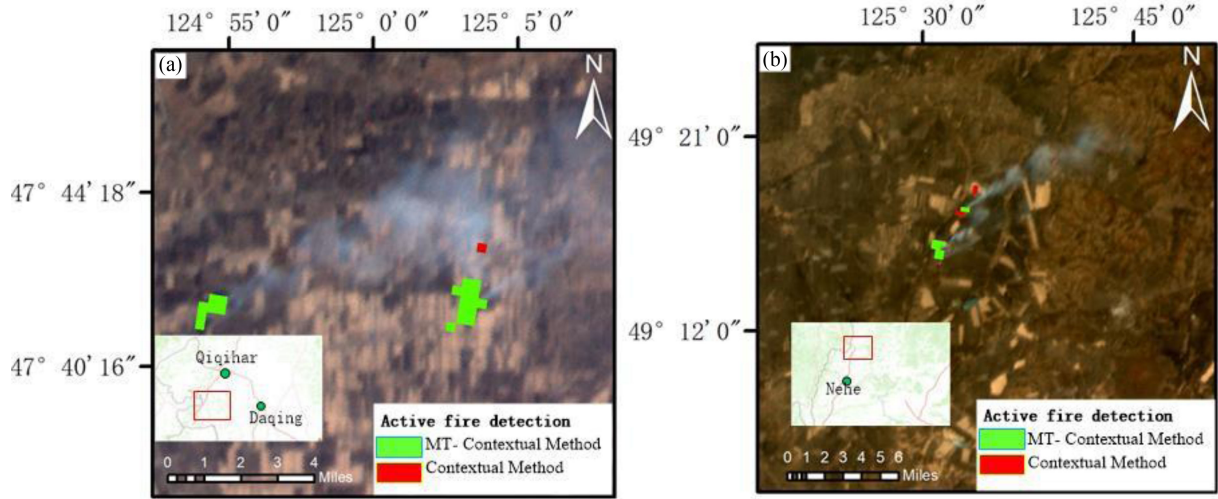 124° 55′ 0″ 125° 0′ 0″ 125° 5′ 0″
(a)
N
47° 44′ 18″
47° 40′ 16″
Qiqihar
Daqing
Active fire detection
MT- Contextual Method
Contextual Method
0 1 2 3 4
Miles
125° 30′ 0″ 125° 45′ 0″
(b)
N
49° 21′ 0″
49° 12′ 0″
Nehe
Active fire detection
MT- Contextual Method
Contextual Method
0 1 2 3 4 5 6
Miles